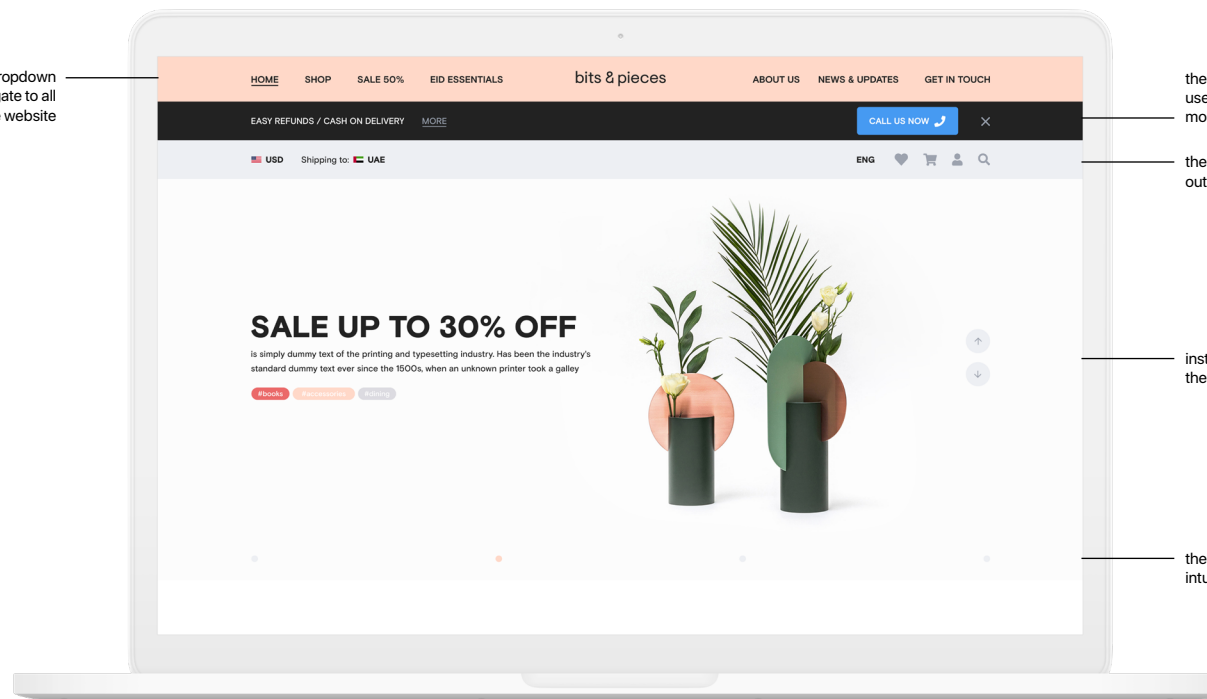 ropdown
gate to all
website
HOME SHOP SALE 50% EID ESSENTIALS bits & pieces ABOUT US NEWS & UPDATES GET IN TOUCH
EASY REFUNDS / CASH ON DELIVERY MORE CALL US NOW
USD Shipping to: UAE ENG
SALE UP TO 30% OFF
is simply dummy text of the printing and typesetting industry. Has been the industry's
standard dummy text ever since the 1500s, when an unknown printer took a galley
#books #accessories #dining
the
use
mo
the
out
inst
the
the
intu